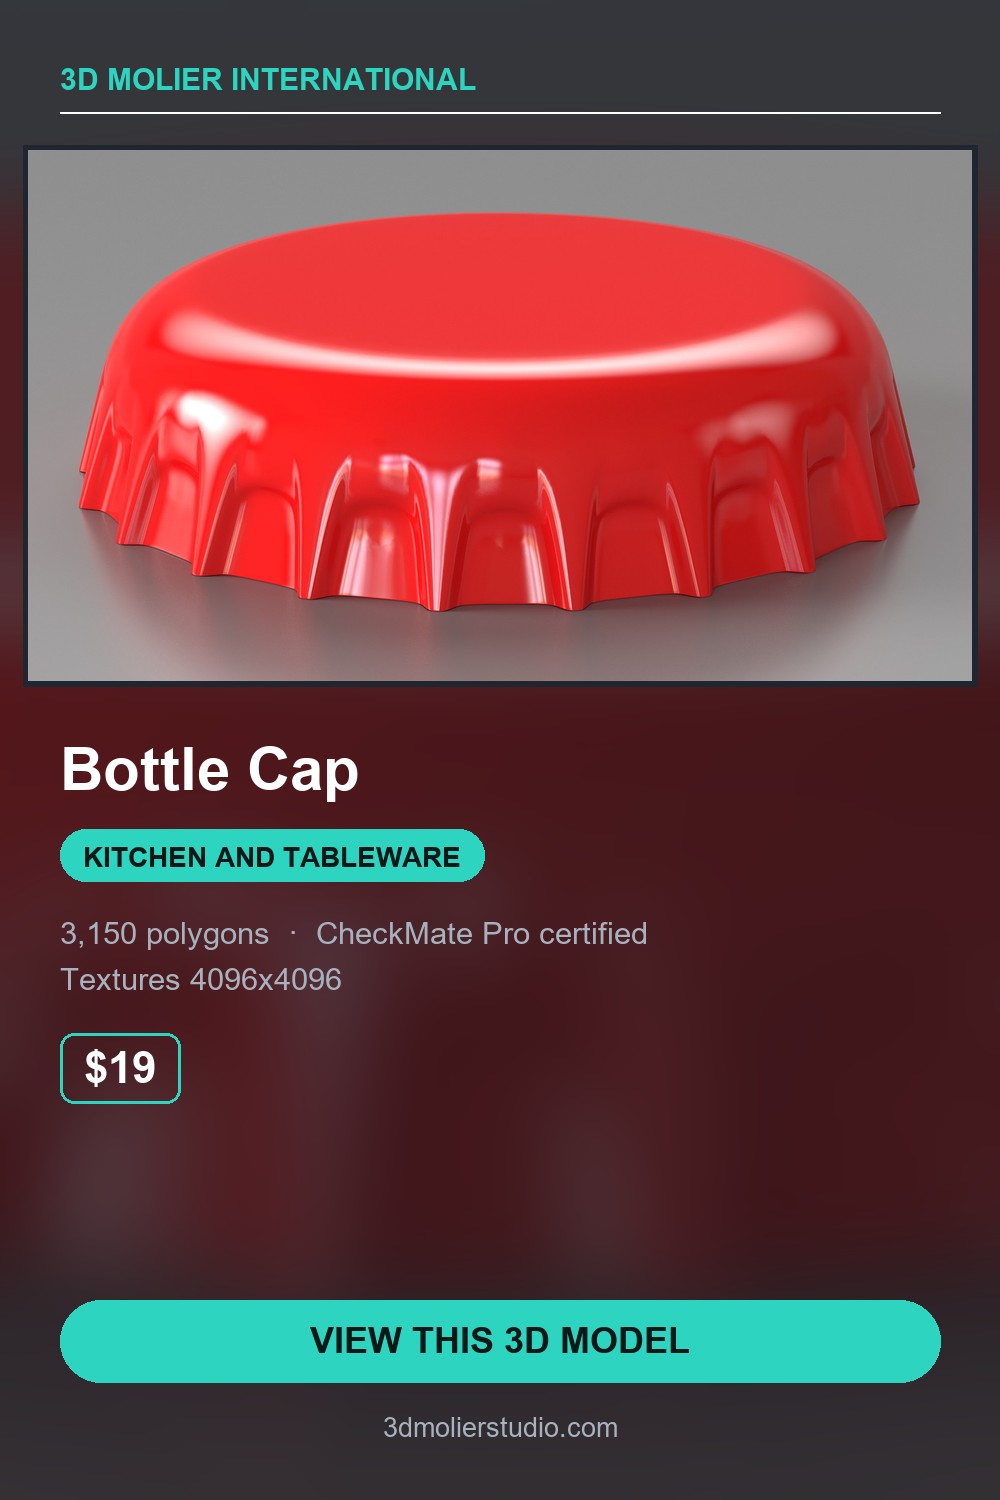 3D MOLIER INTERNATIONAL
Bottle Cap
KITCHEN AND TABLEWARE
3,150 polygons · CheckMate Pro certified
Textures 4096x4096
$19
VIEW THIS 3D MODEL
3dmolierstudio.com